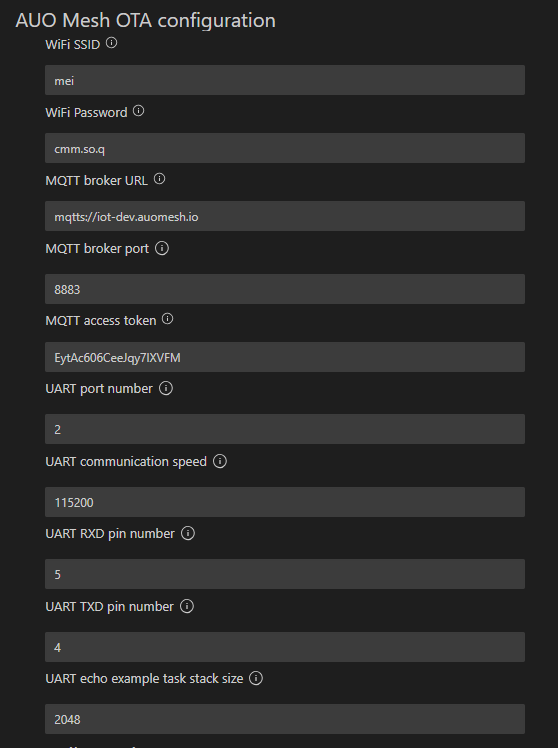 AUO Mesh OTA configuration
WiFi SSID
mei
WiFi Password
cmm.so.q
MQTT broker URL
mqtts://iot-dev.auomesh.io
MQTT broker port
8883
MQTT access token
EytAc606CeeJqy7IXVFM
UART port number
2
UART communication speed
115200
UART RXD pin number
5
UART TXD pin number
4
UART echo example task stack size
2048